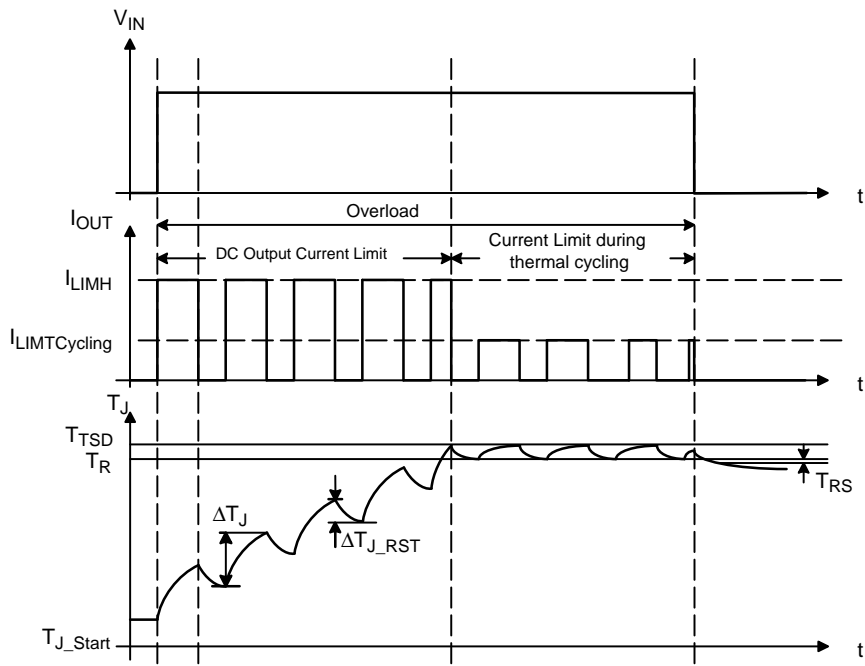 V_IN
t
I_OUT
Overload
DC Output Current Limit
Current Limit during
thermal cycling
I_LIMH
I_LIMTCycling
t
T_J
T_TSD
T_R
T_RS
ΔT_J
ΔT_J_RST
T_J_Start
t